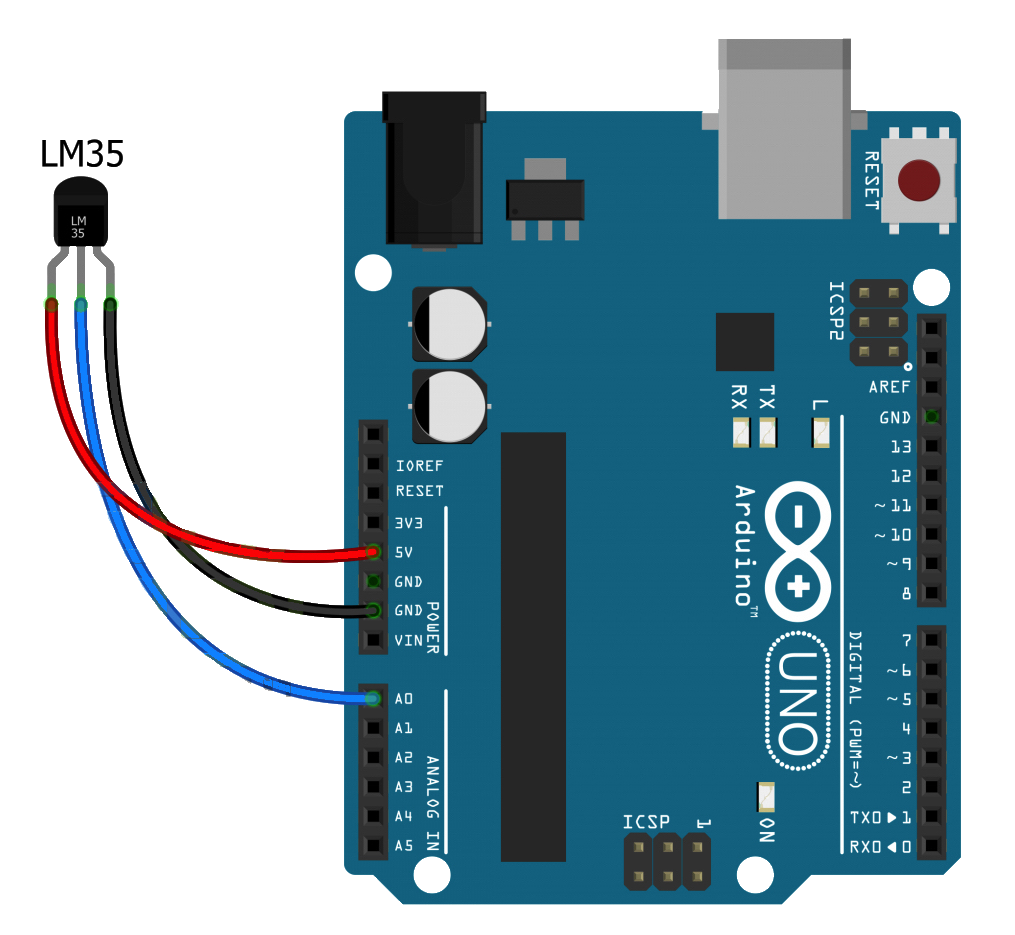 LM35
LM
35
RESET
ICSP2
AREF
GND
13
12
~11
~10
~9
8
RX
TX
L
IOREF
RESET
3V3
5V
GND
GND
VIN
POWER
Arduino™
UNO
A0
A1
A2
A3
A4
A5
ANALOG IN
DIGITAL (PWM=~)
7
~6
~5
4
~3
2
TX0▶1
RX0◀0
ICSP
1
ON